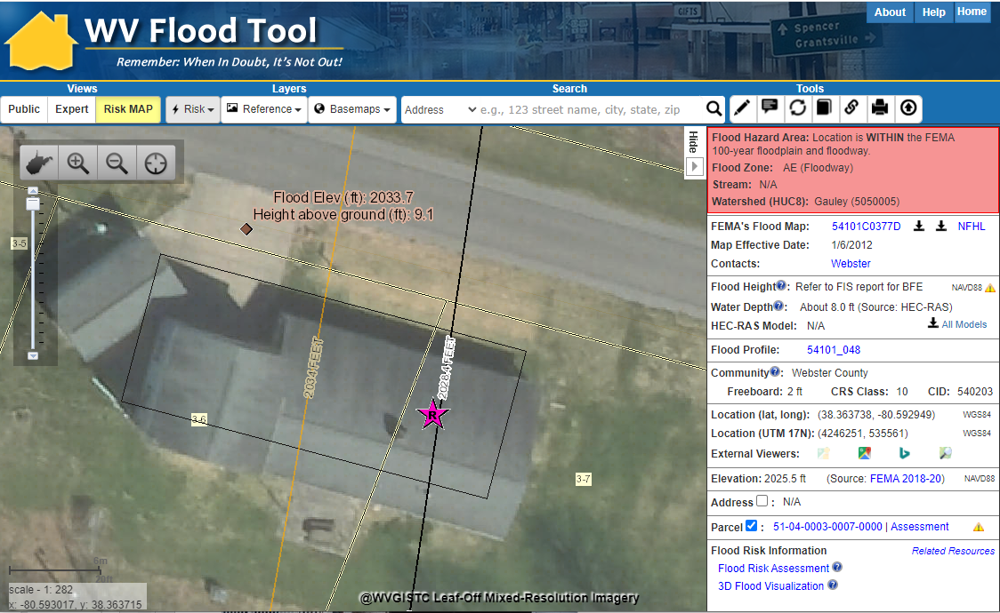 WV Flood Tool
Remember: When In Doubt, It's Not Out!
GIFTS
Spencer
Grantsville
About
Help
Home
Views
Layers
Search
Tools
Public
Expert
Risk MAP
Risk
Reference
Basemaps
Address
e.g., 123 street name, city, state, zip
Hide
Flood Elev (ft): 2033.7
Height above ground (ft): 9.1
3-5
2034 FEET
2028.4 FEET
R
3-6
3-7
6m
20ft
scale - 1: 282
x: -80.593017, y: 38.363715
@WVGISTC Leaf-Off Mixed-Resolution Imagery
Flood Hazard Area: Location is WITHIN the FEMA
100-year floodplain and floodway.
Flood Zone: AE (Floodway)
Stream: N/A
Watershed (HUC8): Gauley (5050005)
FEMA's Flood Map: 54101C0377D NFHL
Map Effective Date: 1/6/2012
Contacts: Webster
Flood Height: Refer to FIS report for BFE NAVD88
Water Depth: About 8.0 ft (Source: HEC-RAS)
HEC-RAS Model: N/A All Models
Flood Profile: 54101_048
Community: Webster County
Freeboard: 2 ft CRS Class: 10 CID: 540203
Location (lat, long): (38.363738, -80.592949) WGS84
Location (UTM 17N): (4246251, 535561) WGS84
External Viewers:
Elevation: 2025.5 ft (Source: FEMA 2018-20) NAVD88
Address : N/A
Parcel : 51-04-0003-0007-0000 | Assessment
Flood Risk Information Related Resources
Flood Risk Assessment
3D Flood Visualization